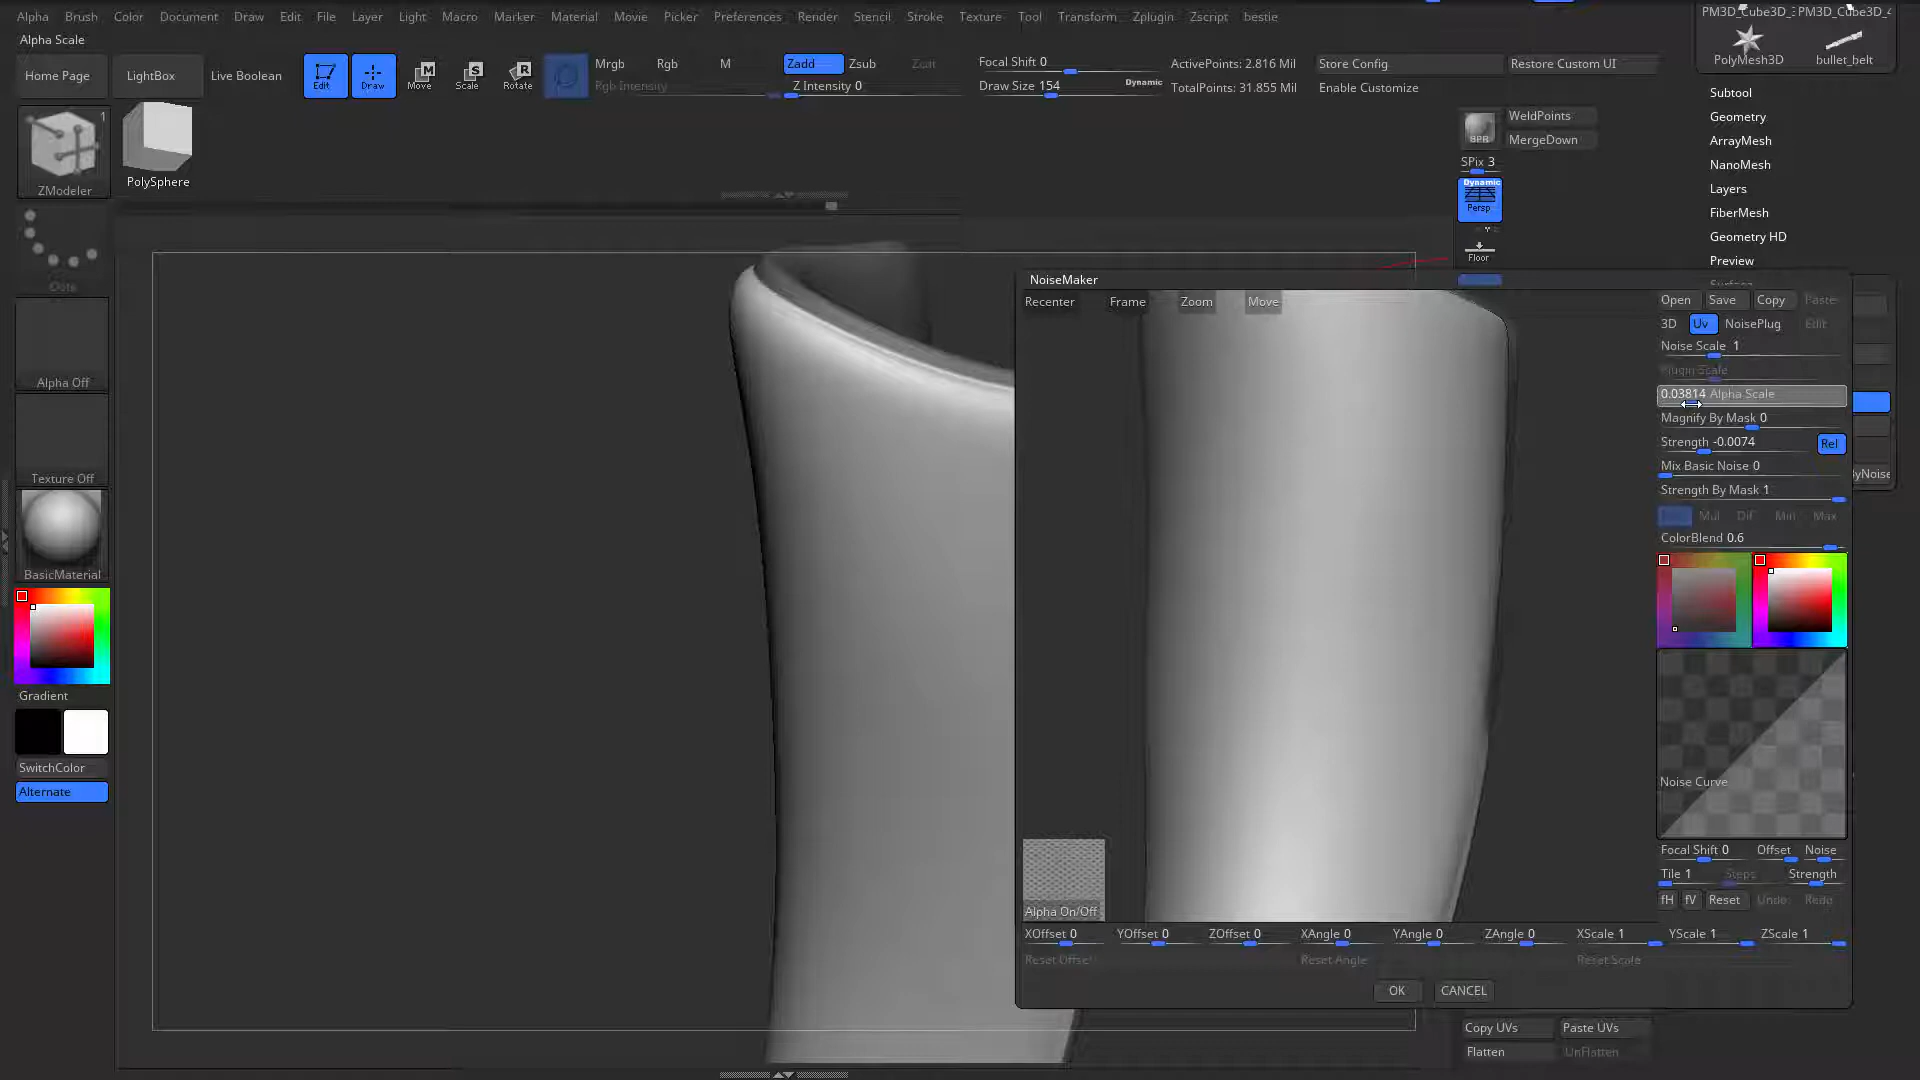 Alpha Brush Color Document Draw Edit File Layer Light Macro Marker Material Movie Picker Preferences Render Stencil Stroke Texture Tool Transform Zplugin Zscript bestie
PM3D_Cube3D_ PM3D_Cube3D_4
Alpha Scale
Home Page
LightBox
Live Boolean
Edit
Draw
Move
Scale
Rotate
Mrgb Rgb M
Rgb Intensity
Zadd Zsub Zcut
Z Intensity 0
Focal Shift 0
Draw Size 154
Dynamic
ActivePoints: 2.816 Mil
TotalPoints: 31.855 Mil
Store Config
Enable Customize
Restore Custom UI
PolyMesh3D
bullet_belt
1
ZModeler
PolySphere
BPR
WeldPoints
MergeDown
SPix 3
Dynamic
Persp
Floor
Subtool
Geometry
ArrayMesh
NanoMesh
Layers
FiberMesh
Geometry HD
Preview
Surface
Dots
Alpha Off
Texture Off
BasicMaterial
Gradient
SwitchColor
Alternate
NoiseMaker
Recenter Frame Zoom Move
Open Save Copy Paste
3D Uv NoisePlug Edit
Noise Scale 1
Plugin Scale
0.03814 Alpha Scale
Magnify By Mask 0
Strength -0.0074
Rel
Mix Basic Noise 0
Strength By Mask 1
Mul Dif Min Max
ColorBlend 0.6
Noise Curve
Focal Shift 0 Offset Noise
Tile 1 Steps Strength
fH fV Reset Undo Redo
Alpha On/Off
XOffset 0 YOffset 0 ZOffset 0 XAngle 0 YAngle 0 ZAngle 0 XScale 1 YScale 1 ZScale 1
Reset Offset Reset Angle Reset Scale
OK CANCEL
ByNoise
Copy UVs Paste UVs
Flatten UnFlatten